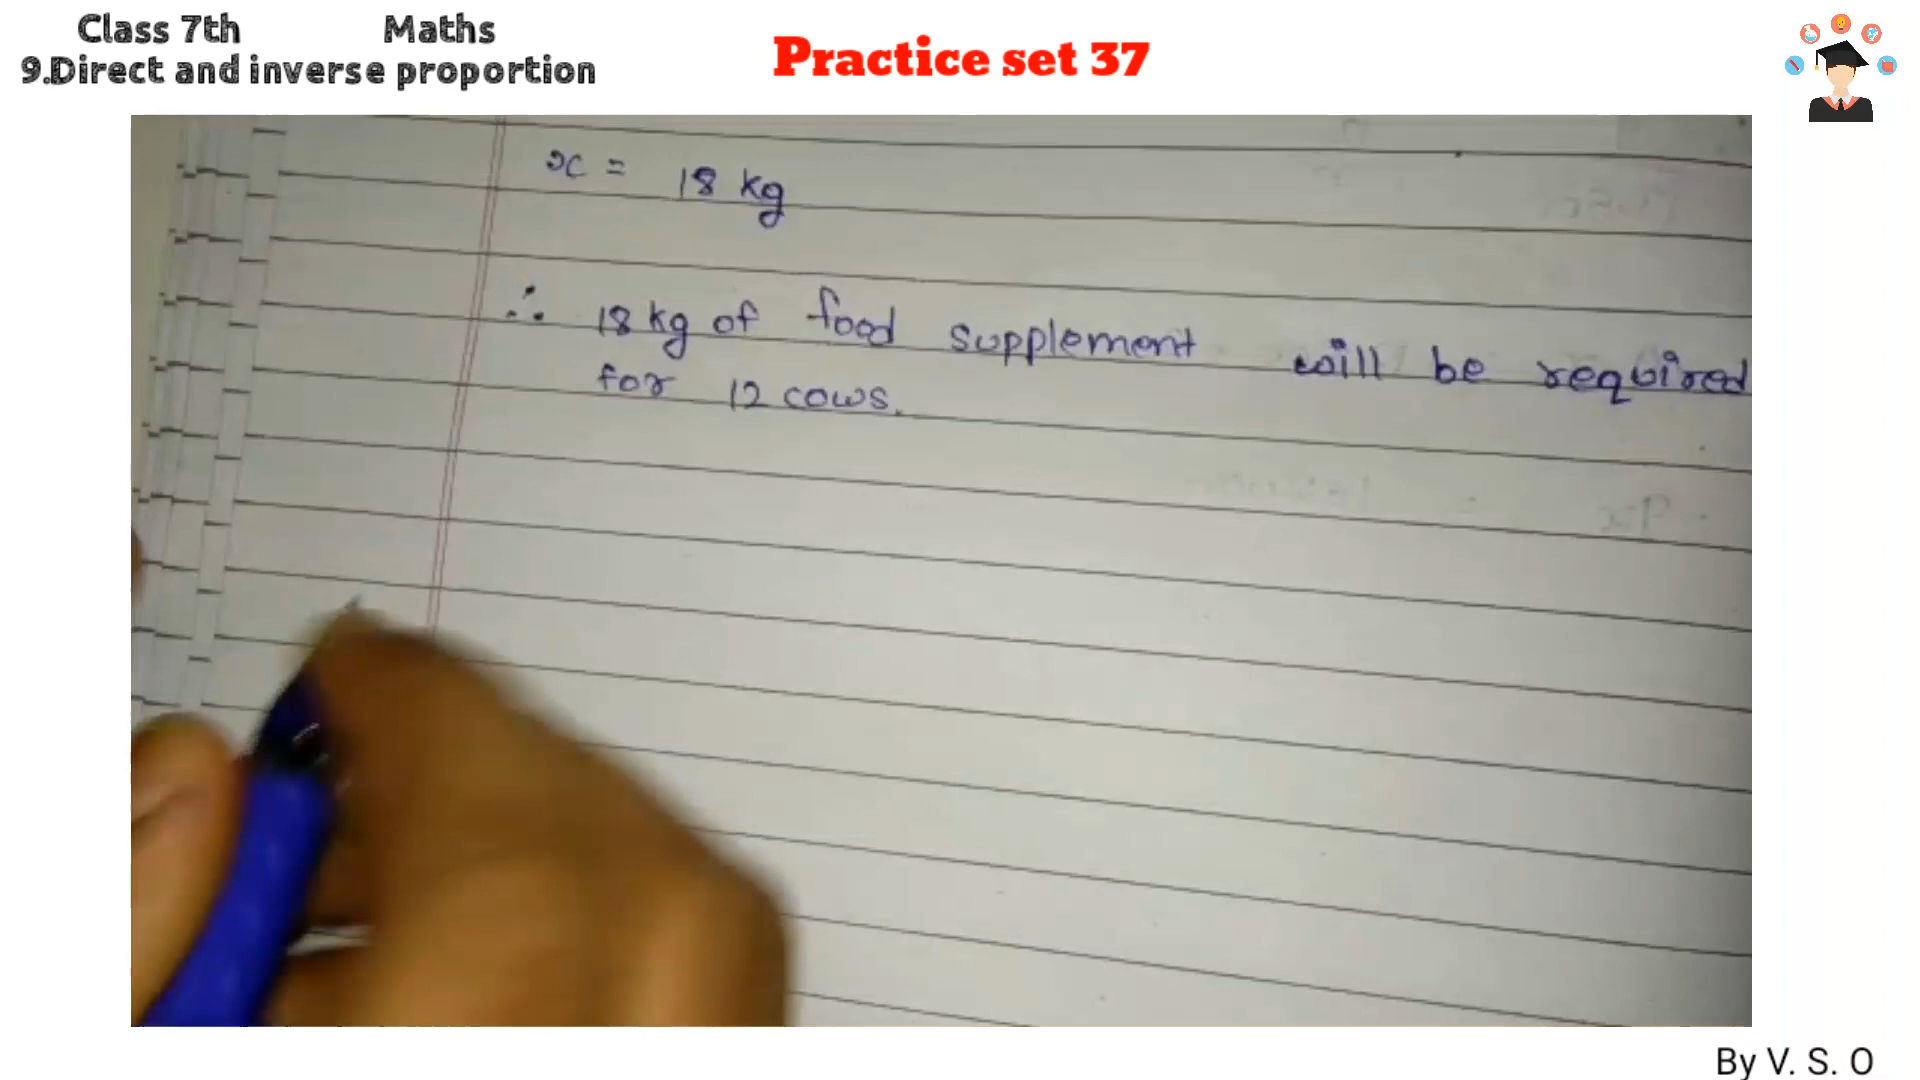 Class 7th Maths
9.Direct and inverse proportion
Practice set 37
x = 18 kg
∴ 18 kg of food supplement will be required
for 12 cows.
By V. S. O